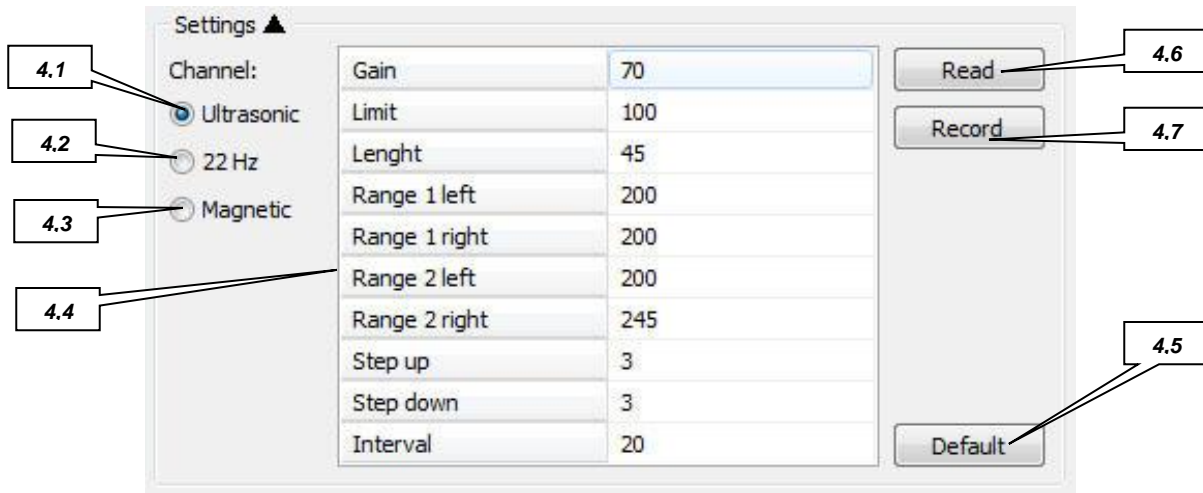 Settings ▲
Channel:
Ultrasonic
22 Hz
Magnetic
Gain 70
Limit 100
Lenght 45
Range 1 left 200
Range 1 right 200
Range 2 left 200
Range 2 right 245
Step up 3
Step down 3
Interval 20
Read
Record
Default
4.1
4.2
4.3
4.4
4.6
4.7
4.5